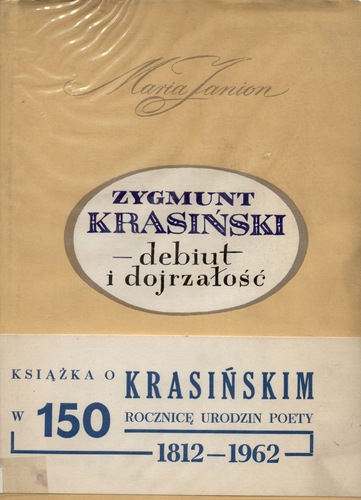 Maria Janion
ZYGMUNT
KRASIŃSKI
— debiut
i dojrzałość
KSIĄŻKA O KRASIŃSKIM
W 150 ROCZNICĘ URODZIN POETY
1812—1962